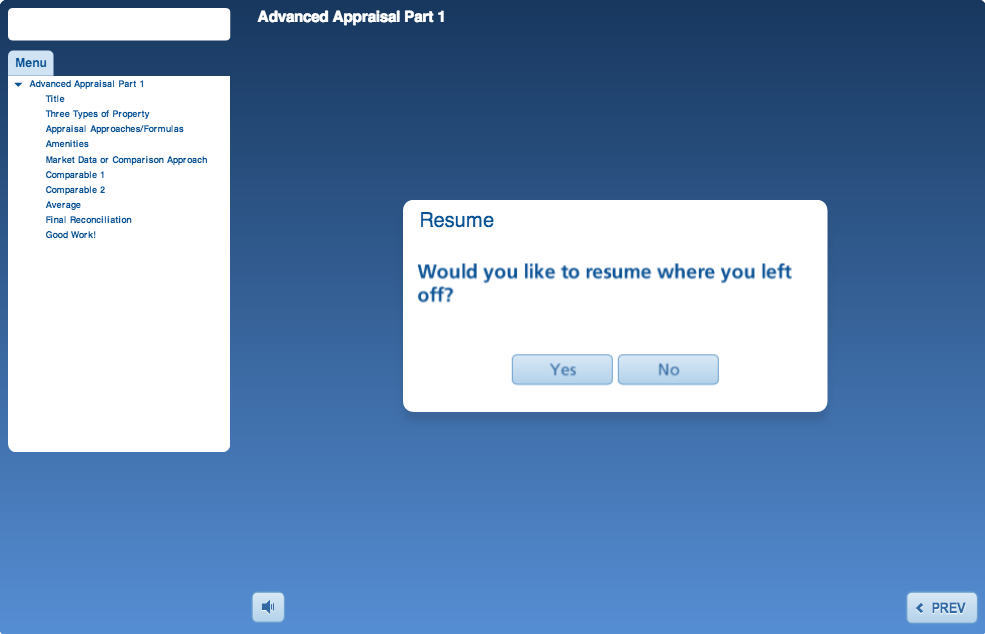 Advanced Appraisal Part 1
Menu
Advanced Appraisal Part 1
Title
Three Types of Property
Appraisal Approaches/Formulas
Amenities
Market Data or Comparison Approach
Comparable 1
Comparable 2
Average
Final Reconciliation
Good Work!
Resume
Would you like to resume where you left
off?
Yes
No
PREV